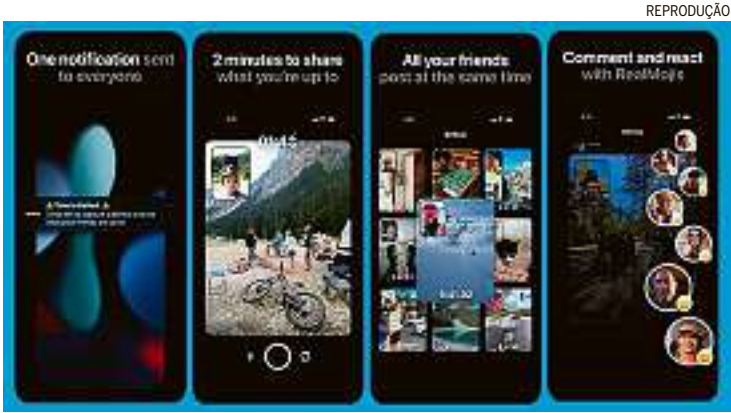 REPRODUÇÃO
One notification sent
to everyone
2 minutes to share
what you're up to
All your friends
post at the same time
Comment and react
with RealMojis